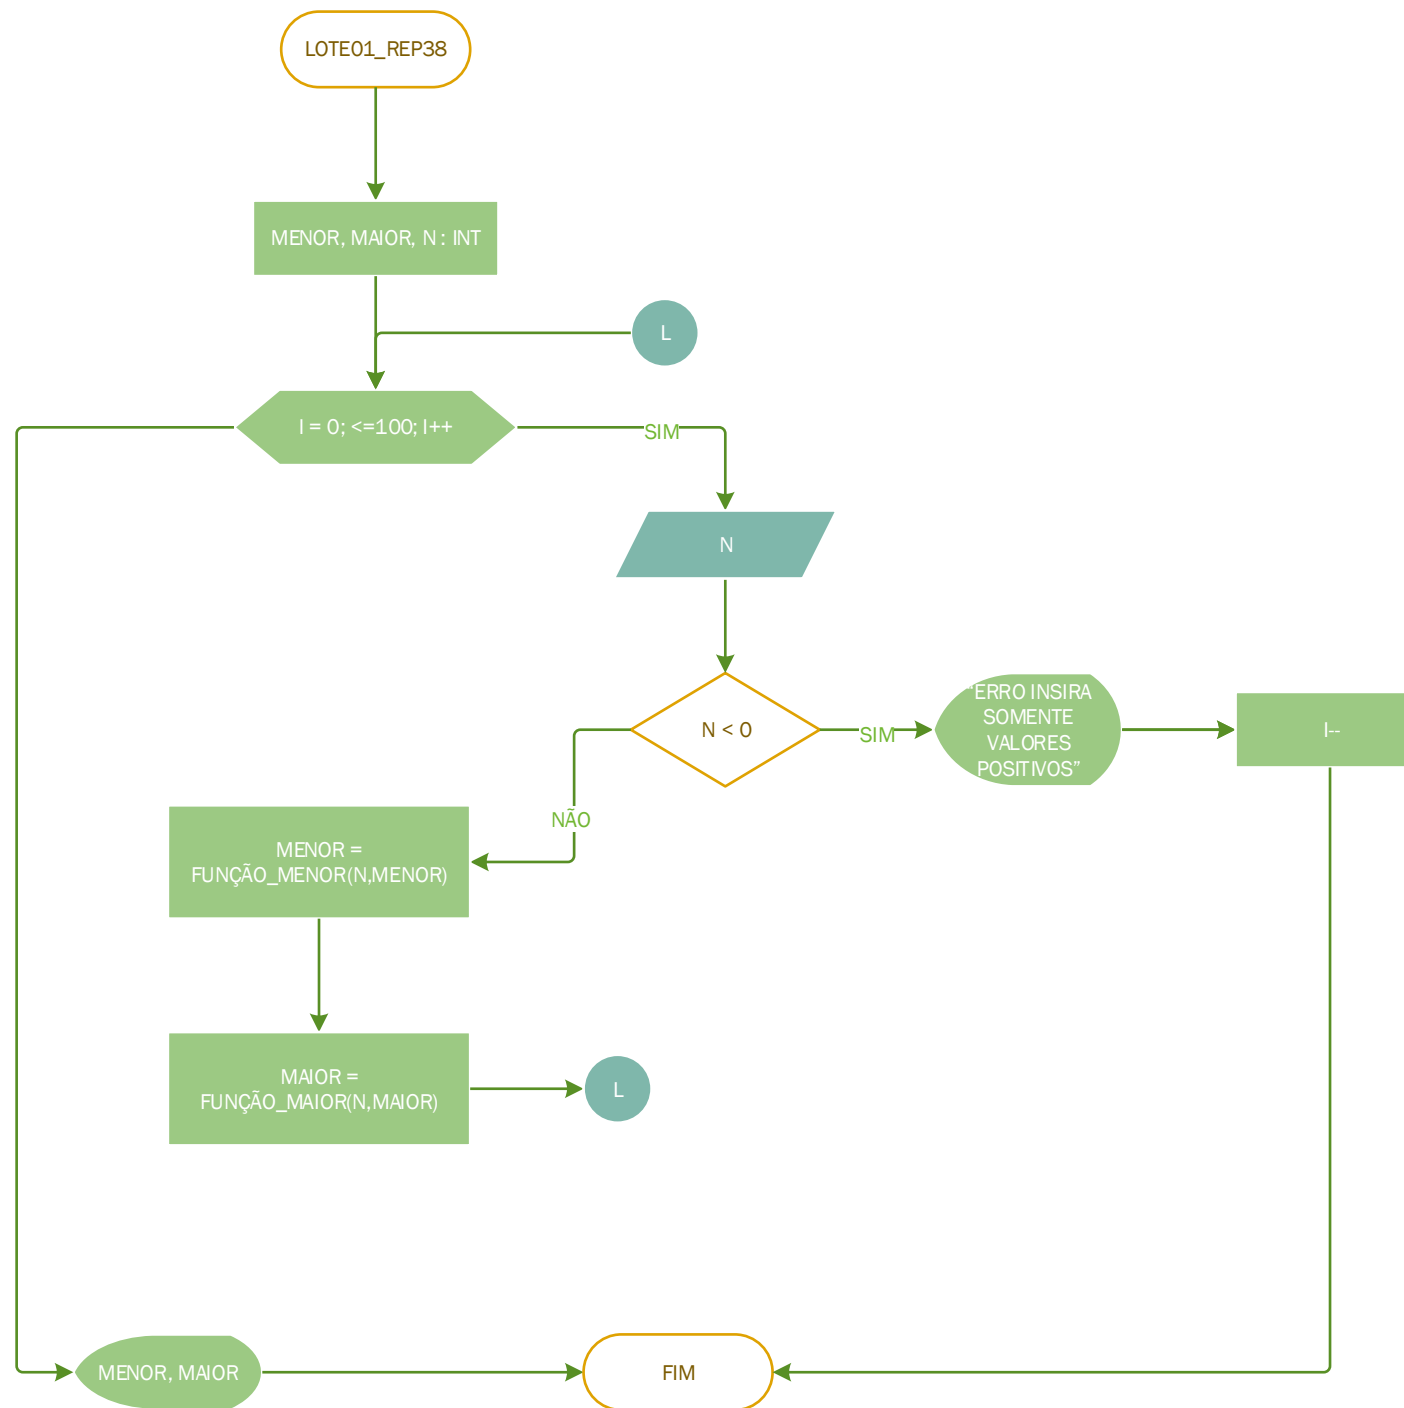 LOTE01_REP38
MENOR, MAIOR, N : INT
L
I = 0; <=100; I++
SIM
N
N < 0
SIM
"ERRO INSIRA
SOMENTE
VALORES
POSITIVOS”
I--
NÃO
MENOR =
FUNÇÃO_MENOR(N,MENOR)
MAIOR =
FUNÇÃO_MAIOR(N,MAIOR)
L
MENOR, MAIOR
FIM